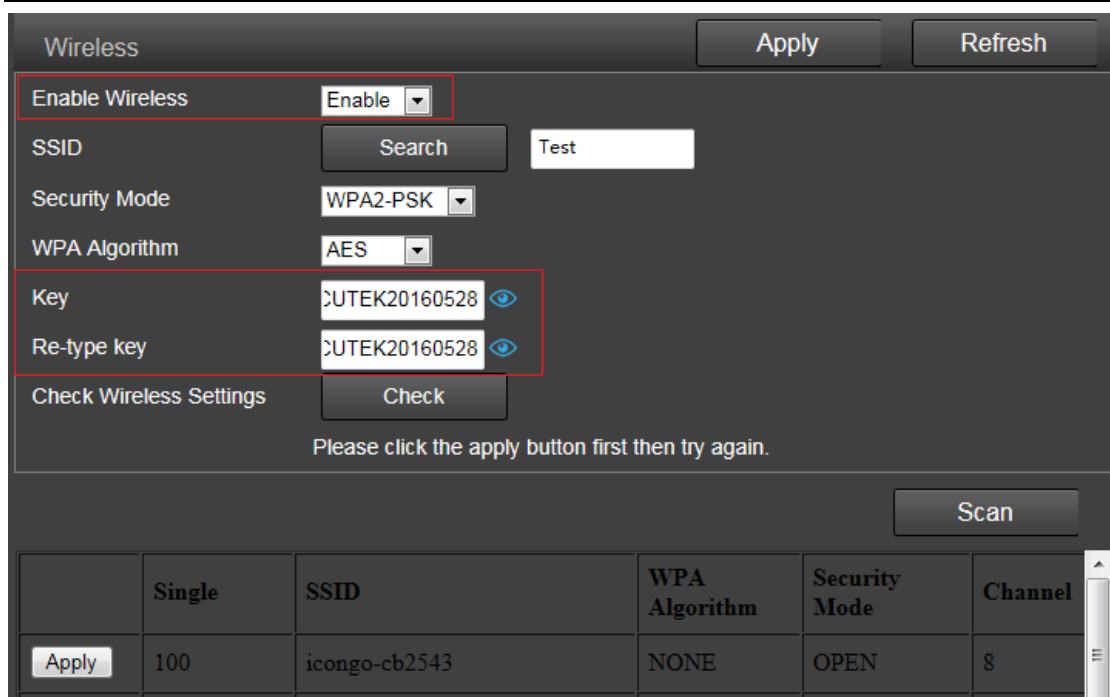 Wireless Apply Refresh
Enable Wireless Enable
SSID Search Test
Security Mode WPA2-PSK
WPA Algorithm AES
Key CUTEK20160528
Re-type key CUTEK20160528
Check Wireless Settings Check
Please click the apply button first then try again.
Scan
Single SSID WPA Algorithm Security Mode Channel
Apply 100 icongo-cb2543 NONE OPEN 8